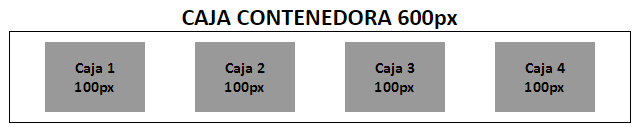 CAJA CONTENEDORA 600px
Caja 1
100px
Caja 2
100px
Caja 3
100px
Caja 4
100px